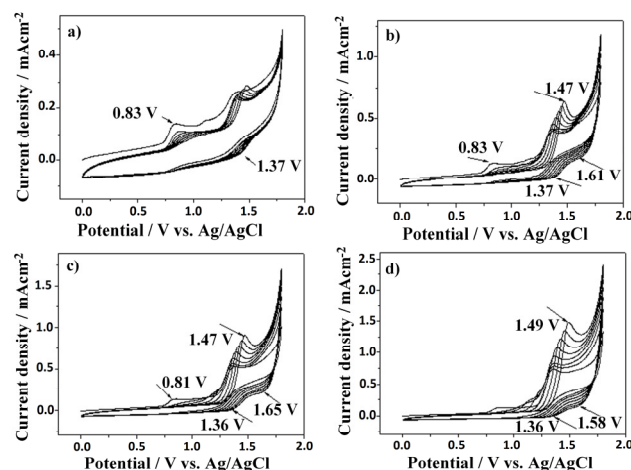 a)
Current density / mAcm-2
0.4
0.2
0.0
0.83 V
1.37 V
0.0 0.5 1.0 1.5 2.0
Potential / V vs. Ag/AgCl
b)
Current density / mAcm-2
1.0
0.5
0.0
1.47 V
0.83 V
1.61 V
1.37 V
0.0 0.5 1.0 1.5 2.0
Potential / V vs. Ag/AgCl
c)
Current density / mAcm-2
1.5
1.0
0.5
0.0
1.47 V
0.81 V
1.65 V
1.36 V
0.0 0.5 1.0 1.5 2.0
Potential / V vs. Ag/AgCl
d)
Current density / mAcm-2
2.5
2.0
1.5
1.0
0.5
0.0
1.49 V
1.36 V
1.58 V
0.0 0.5 1.0 1.5 2.0
Potential / V vs. Ag/AgCl